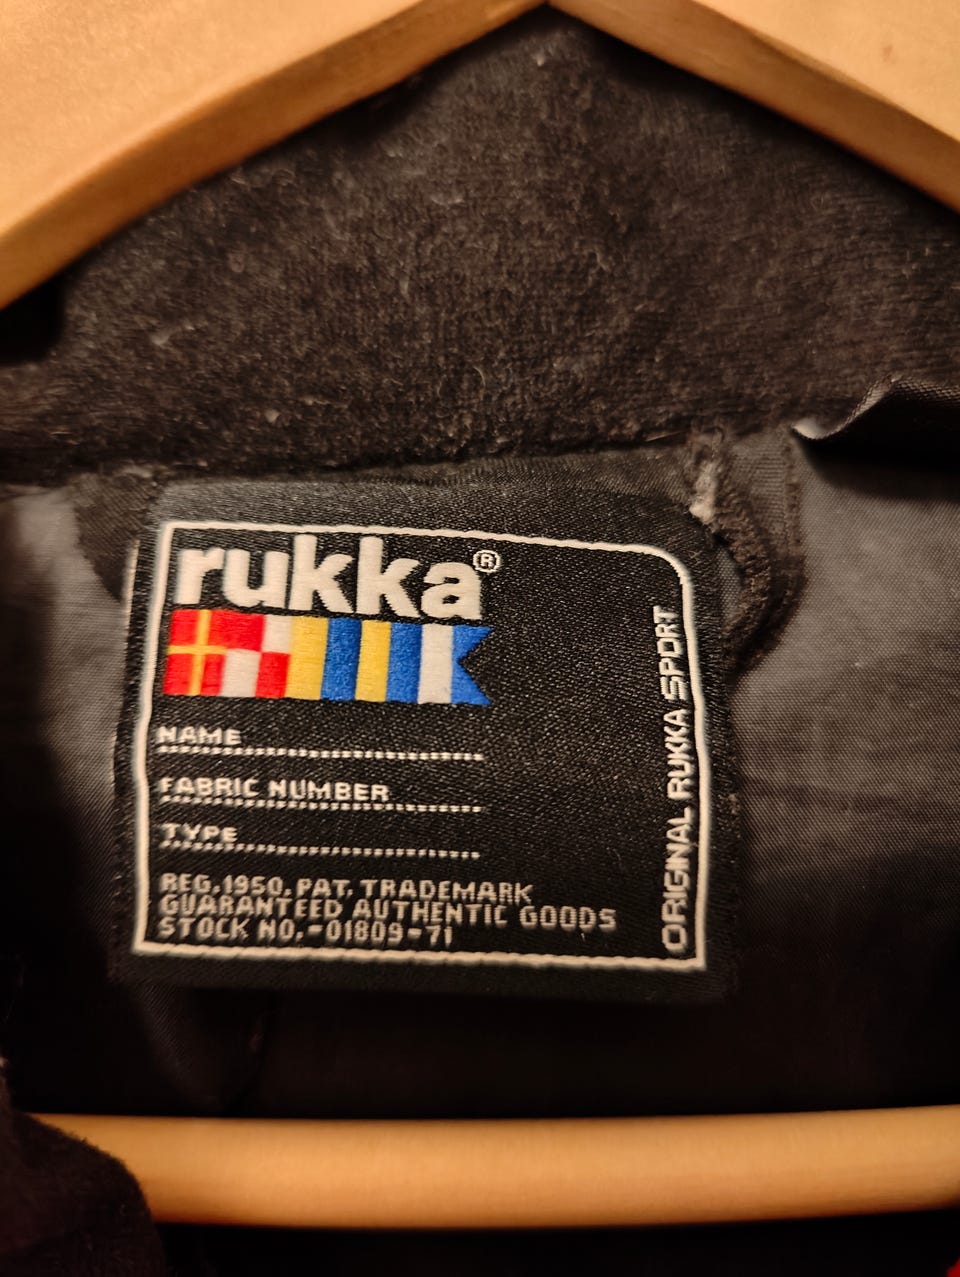 rukka®
NAME
FABRIC NUMBER
TYPE
REG.1950.PAT. TRADEMARK
GUARANTEED AUTHENTIC GOODS
STOCK NO.-01809-71
ORIGINAL RUKKA SPORT